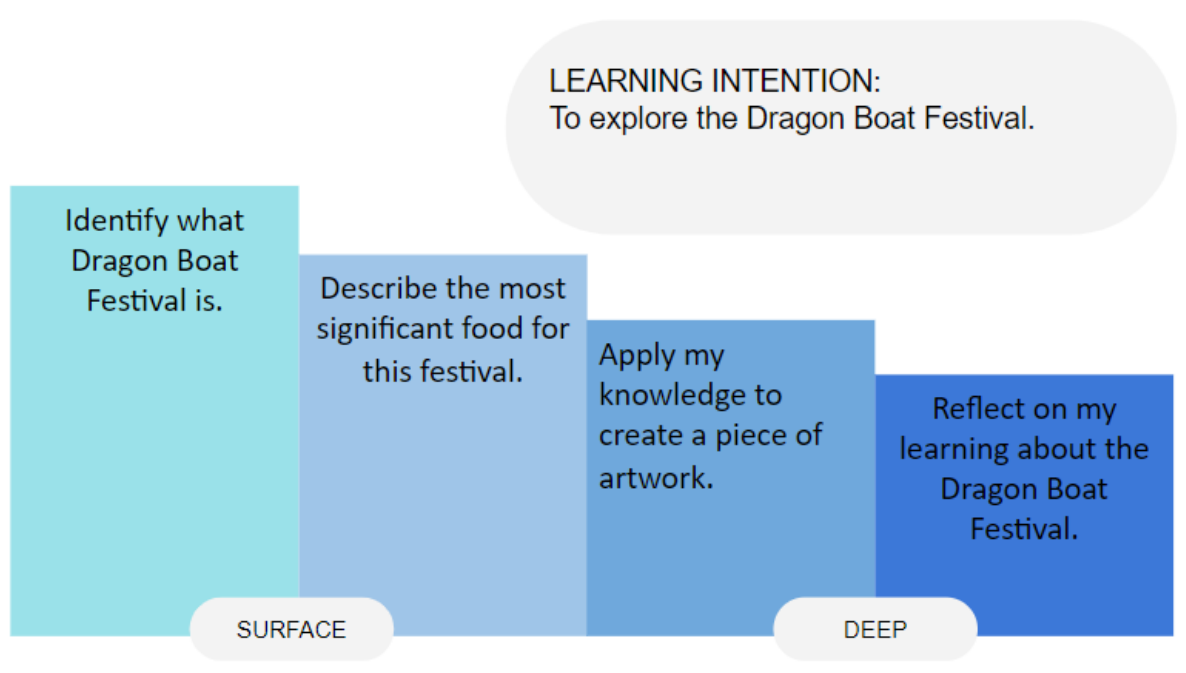 LEARNING INTENTION:
To explore the Dragon Boat Festival.
Identify what
Dragon Boat
Festival is.
Describe the most
significant food for
this festival.
Apply my
knowledge to
create a piece of
artwork.
Reflect on my
learning about the
Dragon Boat
Festival.
SURFACE
DEEP